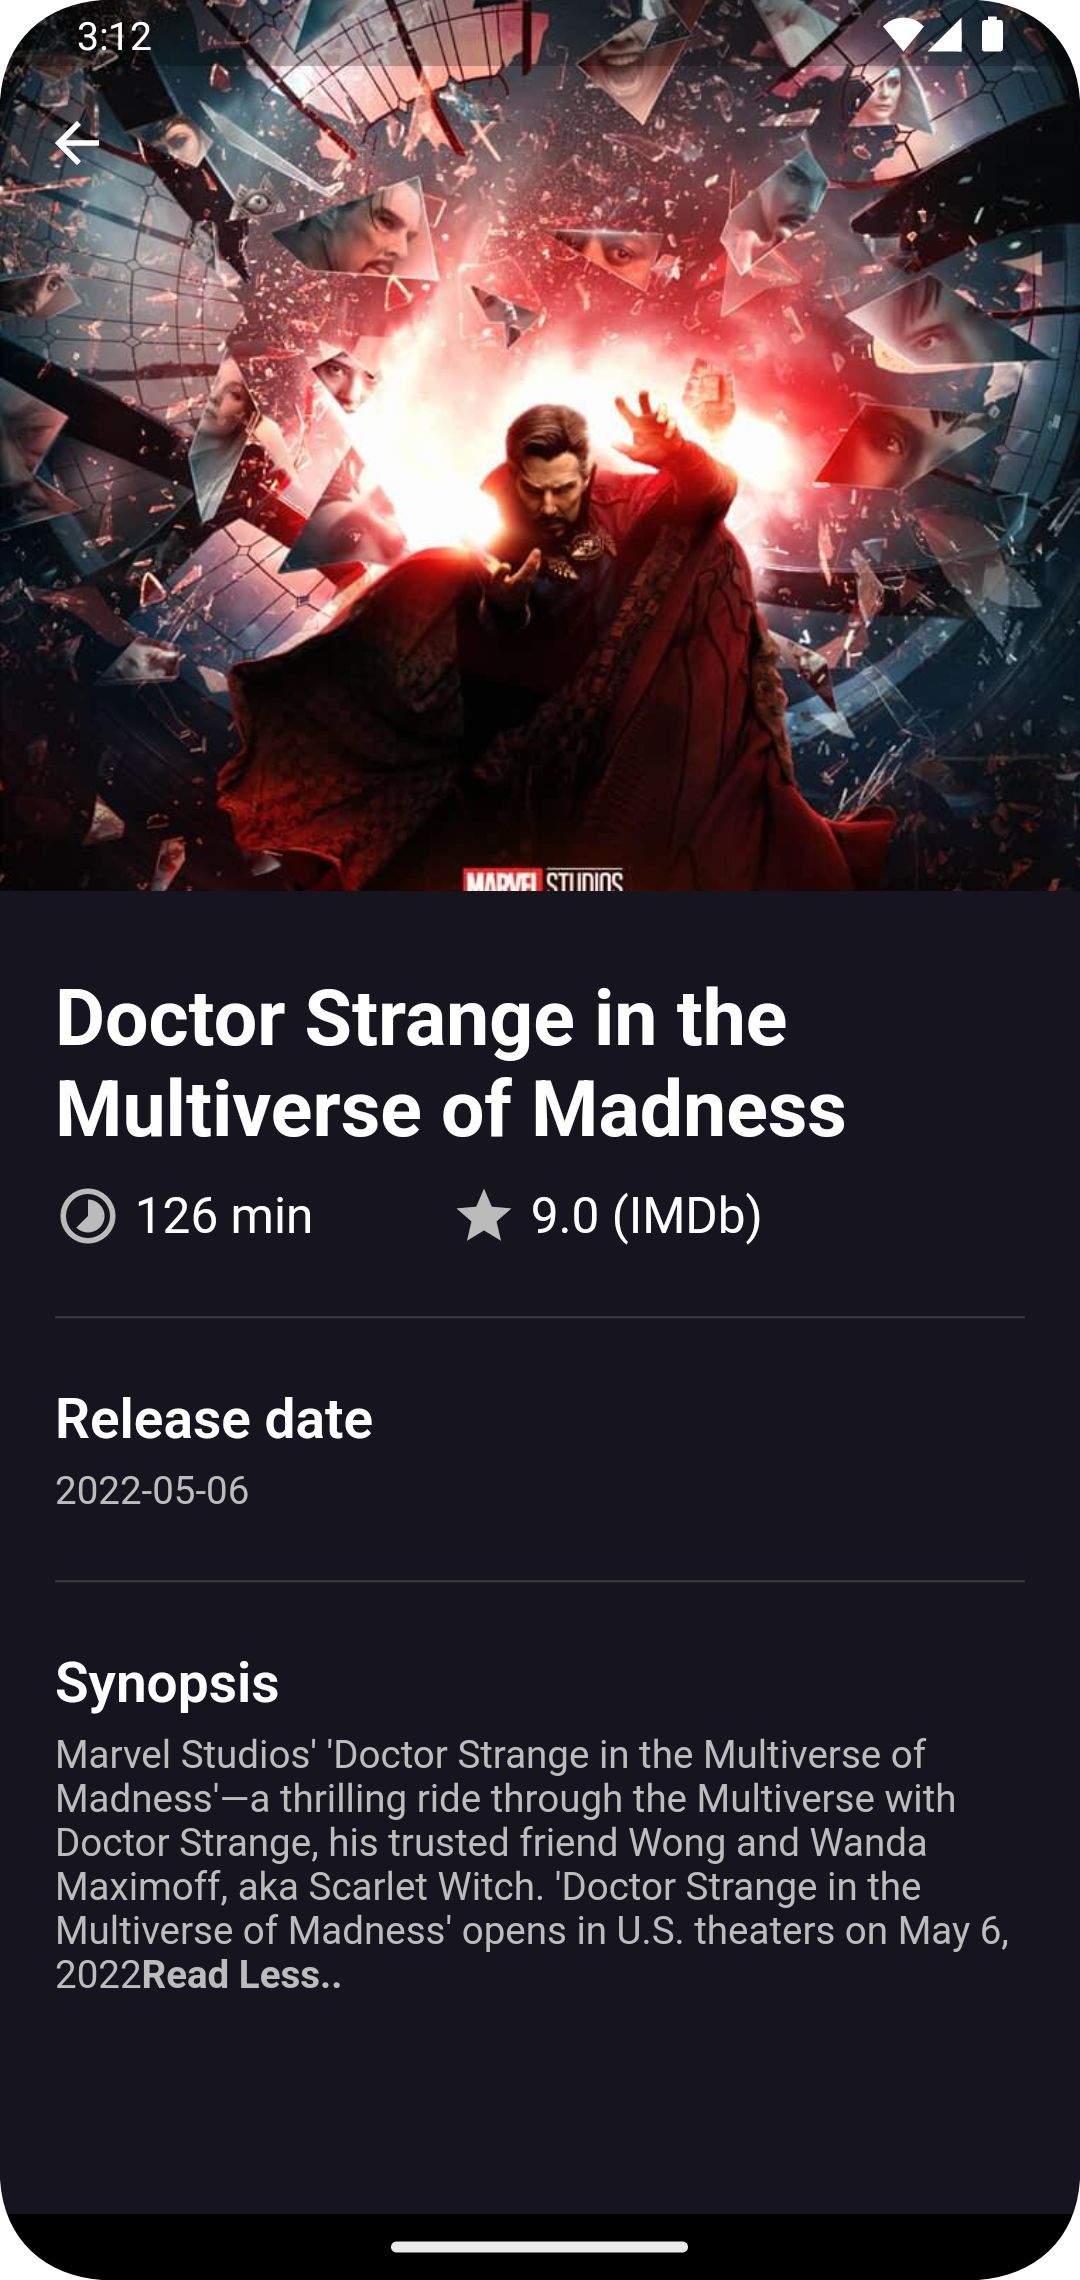 3:12
MARVEL STUDIOS
Doctor Strange in the
Multiverse of Madness
126 min
9.0 (IMDb)
Release date
2022-05-06
Synopsis
Marvel Studios' 'Doctor Strange in the Multiverse of
Madness'—a thrilling ride through the Multiverse with
Doctor Strange, his trusted friend Wong and Wanda
Maximoff, aka Scarlet Witch. 'Doctor Strange in the
Multiverse of Madness' opens in U.S. theaters on May 6,
2022Read Less..